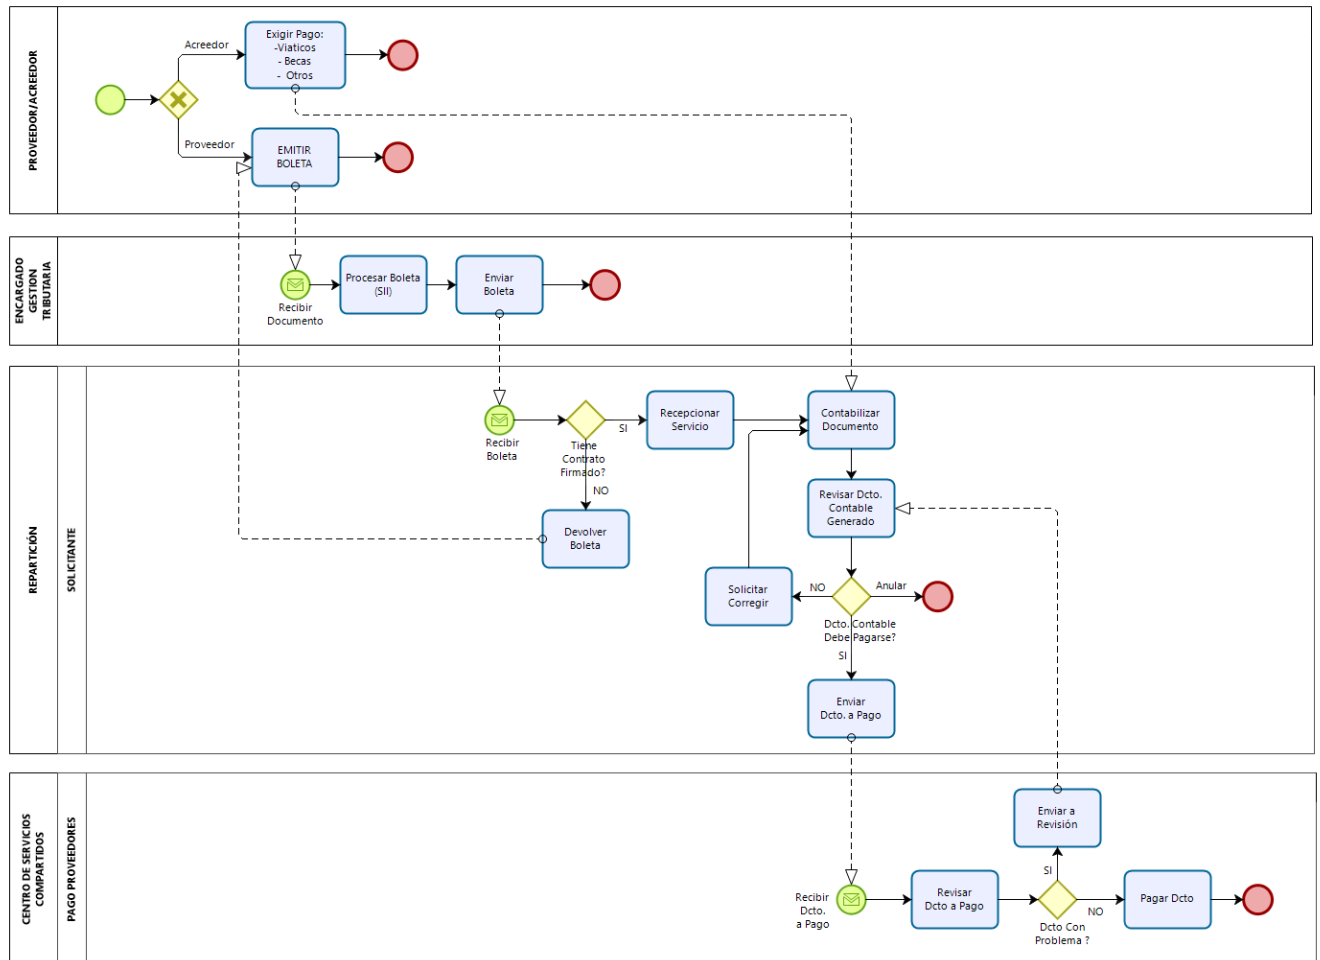 PROVEEDOR/ACREEDOR
Acreedor
Exigir Pago:
-Viaticos
- Becas
- Otros
Proveedor
EMITIR
BOLETA
ENCARGADO
GESTION
TRIBUTARIA
Recibir
Documento
Procesar Boleta
(SII)
Enviar
Boleta
REPARTICIÓN
SOLICITANTE
Recibir
Boleta
Tiene
Contrato
Firmado?
SI
NO
Recepcionar
Servicio
Devolver
Boleta
Contabilizar
Documento
Revisar Dcto.
Contable
Generado
Solicitar
Corregir
NO
Anular
Dcto. Contable
Debe Pagarse?
SI
Enviar
Dcto. a Pago
CENTRO DE SERVICIOS
COMPARTIDOS
PAGO PROVEEDORES
Recibir
Dcto.
a Pago
Revisar
Dcto a Pago
Enviar a
Revisión
SI
NO
Dcto Con
Problema ?
Pagar Dcto